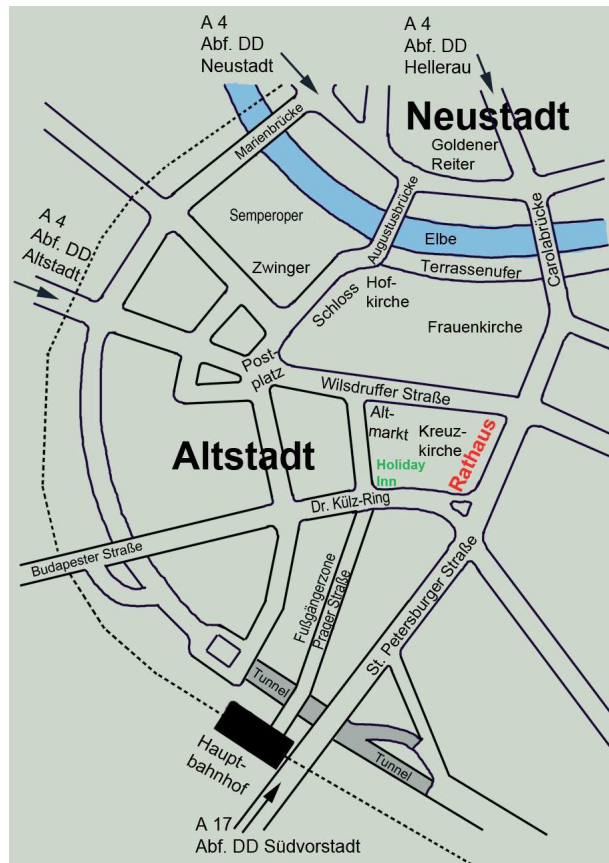 A 4
Abf. DD
Neustadt
A 4
Abf. DD
Hellerau
Neustadt
Goldener
Reiter
Marienbrücke
Augustusbrücke
Carolabrücke
Semperoper
Elbe
A 4
Abf. DD
Altstadt
Zwinger
Terrassenufer
Schloss
Hof-
kirche
Frauenkirche
Post-
platz
Wilsdruffer Straße
Alt-
markt
Kreuz-
kirche
Rathaus
Altstadt
Holiday
Inn
Dr. Külz-Ring
Budapester Straße
Fußgängerzone
Prager Straße
St. Petersburger Straße
Tunnel
Haupt-
bahnhof
Tunnel
A 17
Abf. DD Südvorstadt